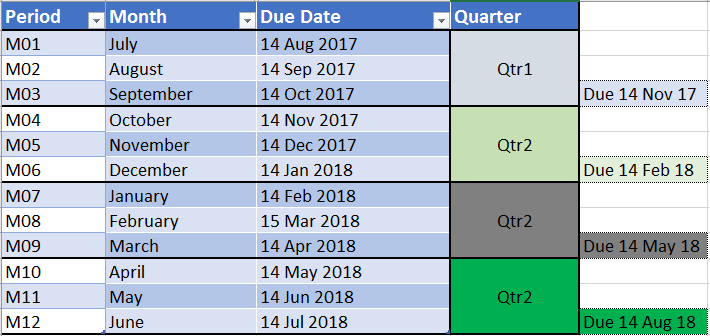 Period Month Due Date Quarter
M01 July 14 Aug 2017
M02 August 14 Sep 2017 Qtr1
M03 September 14 Oct 2017 Due 14 Nov 17
M04 October 14 Nov 2017
M05 November 14 Dec 2017 Qtr2
M06 December 14 Jan 2018 Due 14 Feb 18
M07 January 14 Feb 2018
M08 February 15 Mar 2018 Qtr2
M09 March 14 Apr 2018 Due 14 May 18
M10 April 14 May 2018
M11 May 14 Jun 2018 Qtr2
M12 June 14 Jul 2018 Due 14 Aug 18